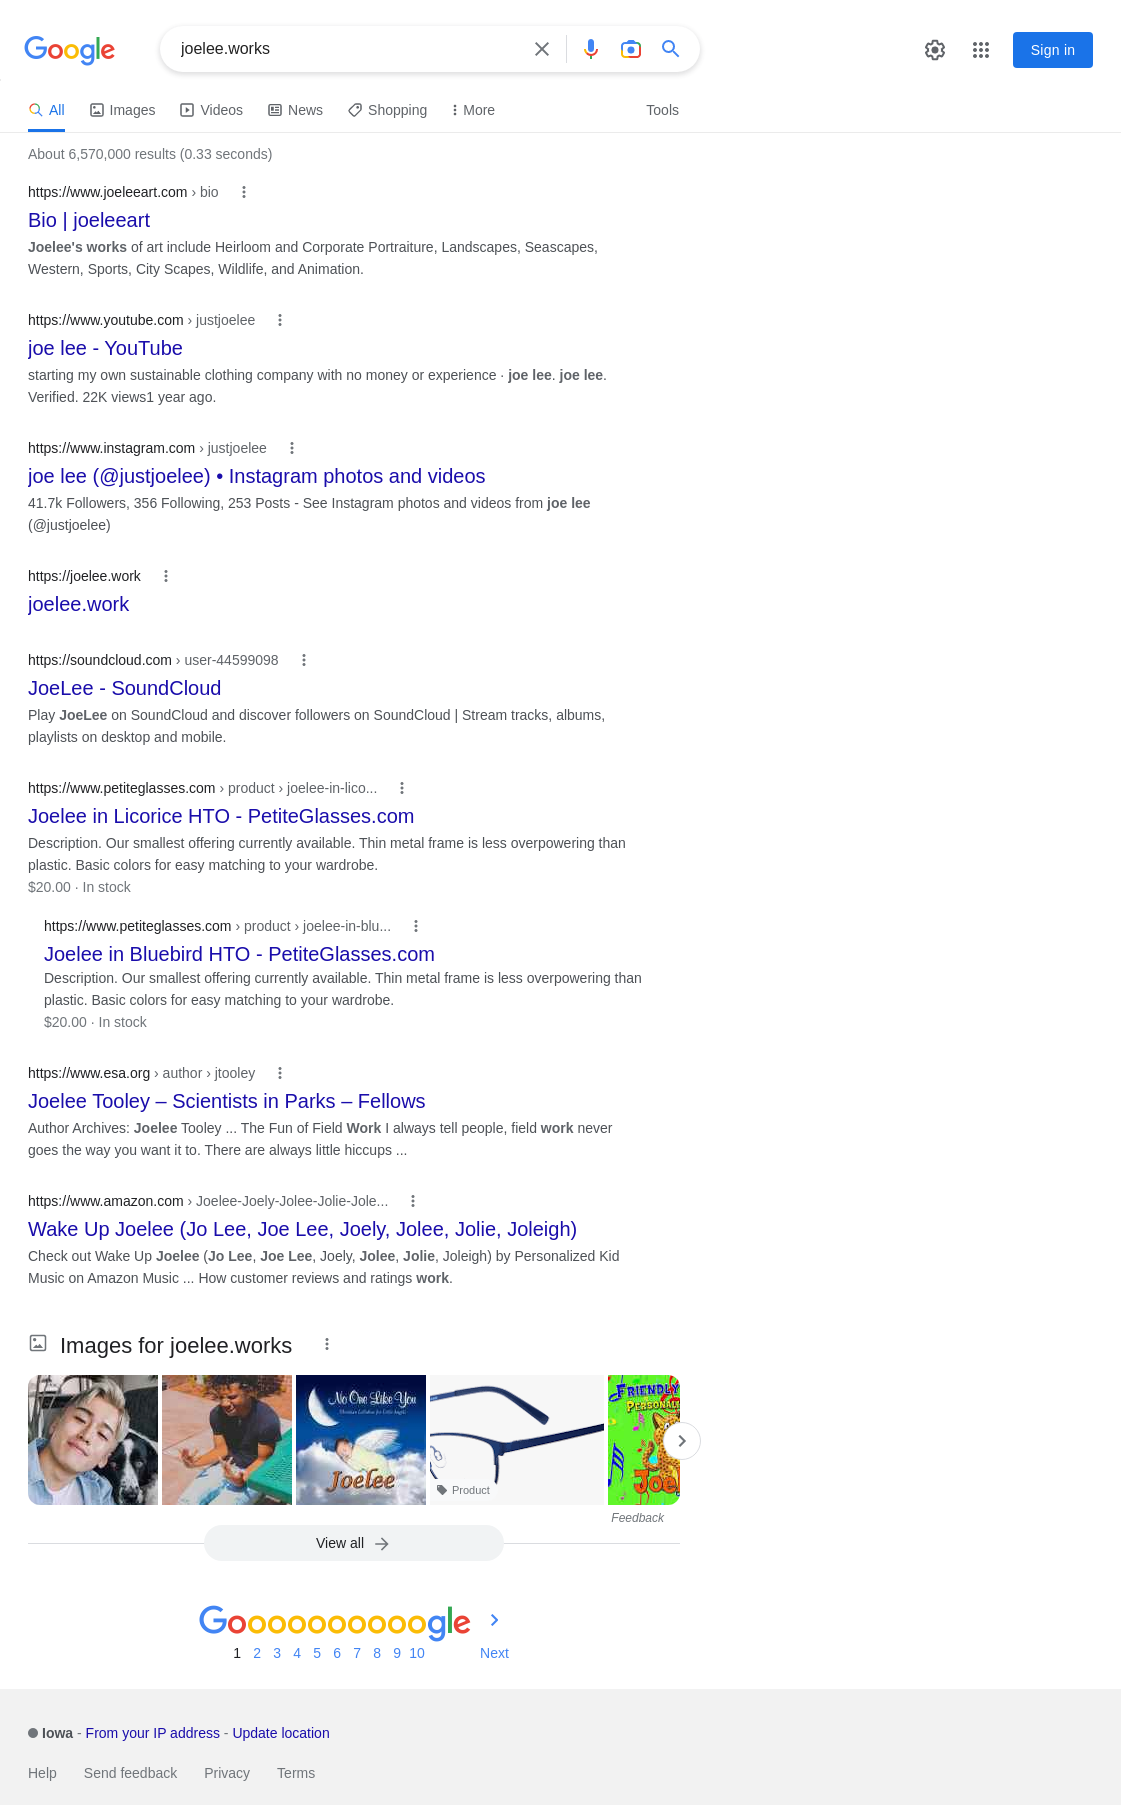 Google
joelee.works
Sign in
All Images Videos News Shopping More Tools
About 6,570,000 results (0.33 seconds)
https://www.joeleeart.com › bio
Bio | joeleeart
Joelee's works of art include Heirloom and Corporate Portraiture, Landscapes, Seascapes,
Western, Sports, City Scapes, Wildlife, and Animation.
https://www.youtube.com › justjoelee
joe lee - YouTube
starting my own sustainable clothing company with no money or experience · joe lee. joe lee.
Verified. 22K views1 year ago.
https://www.instagram.com › justjoelee
joe lee (@justjoelee) • Instagram photos and videos
41.7k Followers, 356 Following, 253 Posts - See Instagram photos and videos from joe lee
(@justjoelee)
https://joelee.work
joelee.work
https://soundcloud.com › user-44599098
JoeLee - SoundCloud
Play JoeLee on SoundCloud and discover followers on SoundCloud | Stream tracks, albums,
playlists on desktop and mobile.
https://www.petiteglasses.com › product › joelee-in-lico...
Joelee in Licorice HTO - PetiteGlasses.com
Description. Our smallest offering currently available. Thin metal frame is less overpowering than
plastic. Basic colors for easy matching to your wardrobe.
$20.00 · In stock
https://www.petiteglasses.com › product › joelee-in-blu...
Joelee in Bluebird HTO - PetiteGlasses.com
Description. Our smallest offering currently available. Thin metal frame is less overpowering than
plastic. Basic colors for easy matching to your wardrobe.
$20.00 · In stock
https://www.esa.org › author › jtooley
Joelee Tooley – Scientists in Parks – Fellows
Author Archives: Joelee Tooley ... The Fun of Field Work I always tell people, field work never
goes the way you want it to. There are always little hiccups ...
https://www.amazon.com › Joelee-Joely-Jolee-Jolie-Jole...
Wake Up Joelee (Jo Lee, Joe Lee, Joely, Jolee, Jolie, Joleigh)
Check out Wake Up Joelee (Jo Lee, Joe Lee, Joely, Jolee, Jolie, Joleigh) by Personalized Kid
Music on Amazon Music ... How customer reviews and ratings work.
Images for joelee.works
No One Like You
Christian Lullabies for Little Angels
Joelee
Product
FRIENDLY
PERSONAL
Joe
Feedback
View all
Goooooooooogle
1 2 3 4 5 6 7 8 9 10 Next
Iowa - From your IP address - Update location
Help Send feedback Privacy Terms